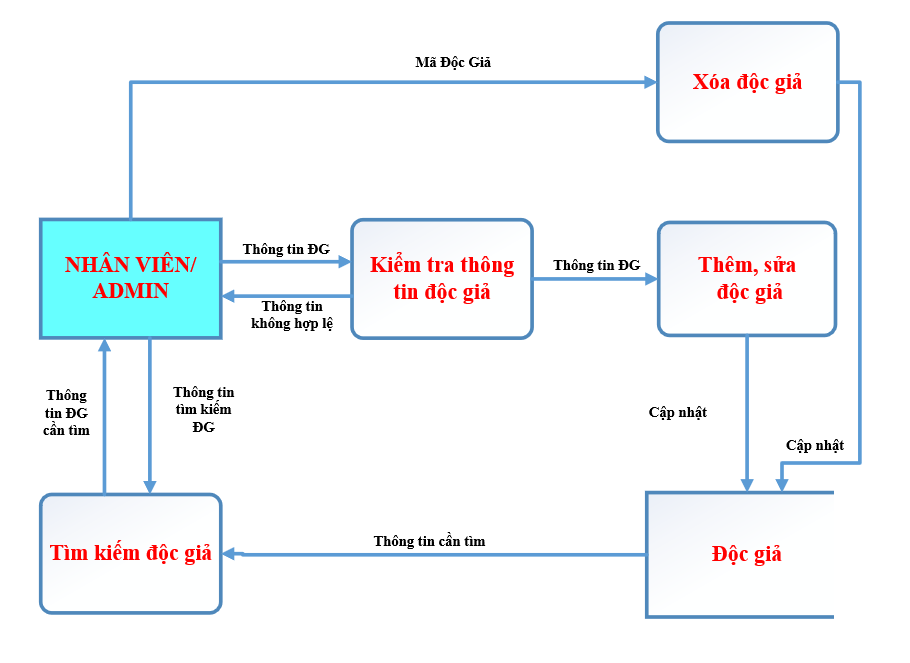 Mã Độc Giả
Xóa độc giả
NHÂN VIÊN/
ADMIN
Thông tin ĐG
Thông tin
không hợp lệ
Kiểm tra thông
tin độc giả
Thông tin ĐG
Thêm, sửa
độc giả
Thông
tin ĐG
cần tìm
Thông tin
tìm kiếm
ĐG
Cập nhật
Cập nhật
Tìm kiếm độc giả
Thông tin cần tìm
Độc giả